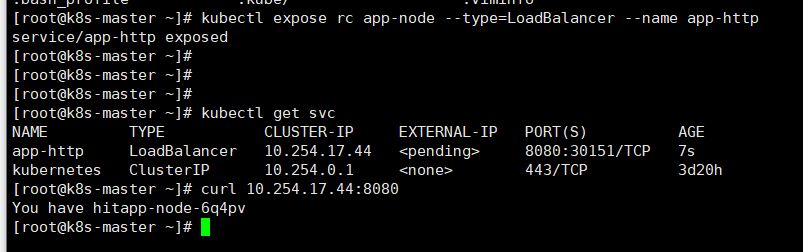 .bash_profile .kube/ .viminfo
[root@k8s-master ~]# kubectl expose rc app-node --type=LoadBalancer --name app-http
service/app-http exposed
[root@k8s-master ~]#
[root@k8s-master ~]#
[root@k8s-master ~]#
[root@k8s-master ~]# kubectl get svc
NAME TYPE CLUSTER-IP EXTERNAL-IP PORT(S) AGE
app-http LoadBalancer 10.254.17.44 <pending> 8080:30151/TCP 7s
kubernetes ClusterIP 10.254.0.1 <none> 443/TCP 3d20h
[root@k8s-master ~]# curl 10.254.17.44:8080
You have hitapp-node-6q4pv
[root@k8s-master ~]#